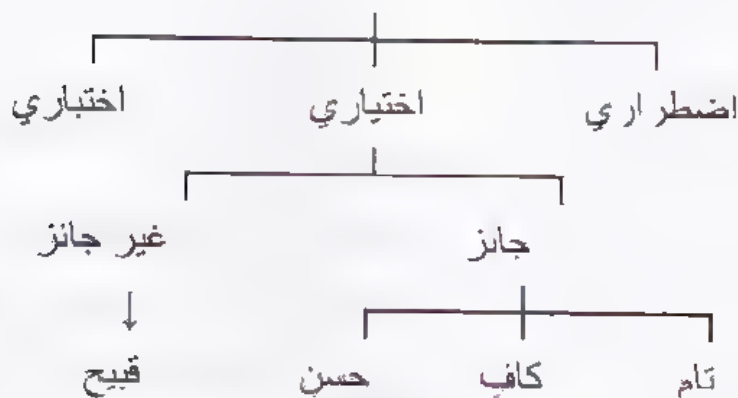 اضطراري اختياري اختباري
جائز غير جائز
↓
تام كاف حسن قبيح